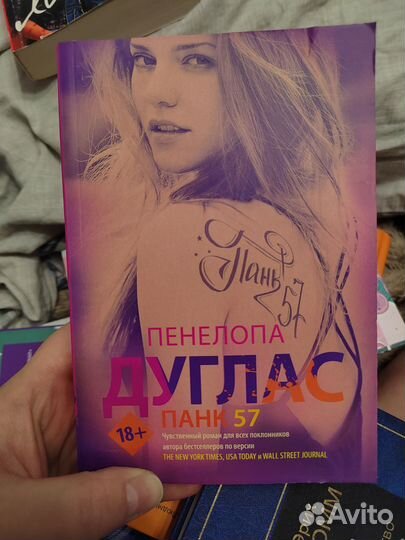 Панк
57
ПЕНЕЛОПА
ДУГЛАС
ПАНК 57
18+
Чувственный роман для всех поклонников
автора бестселлеров по версии
THE NEW YORK TIMES, USA TODAY и WALL STREET JOURNAL
Avito